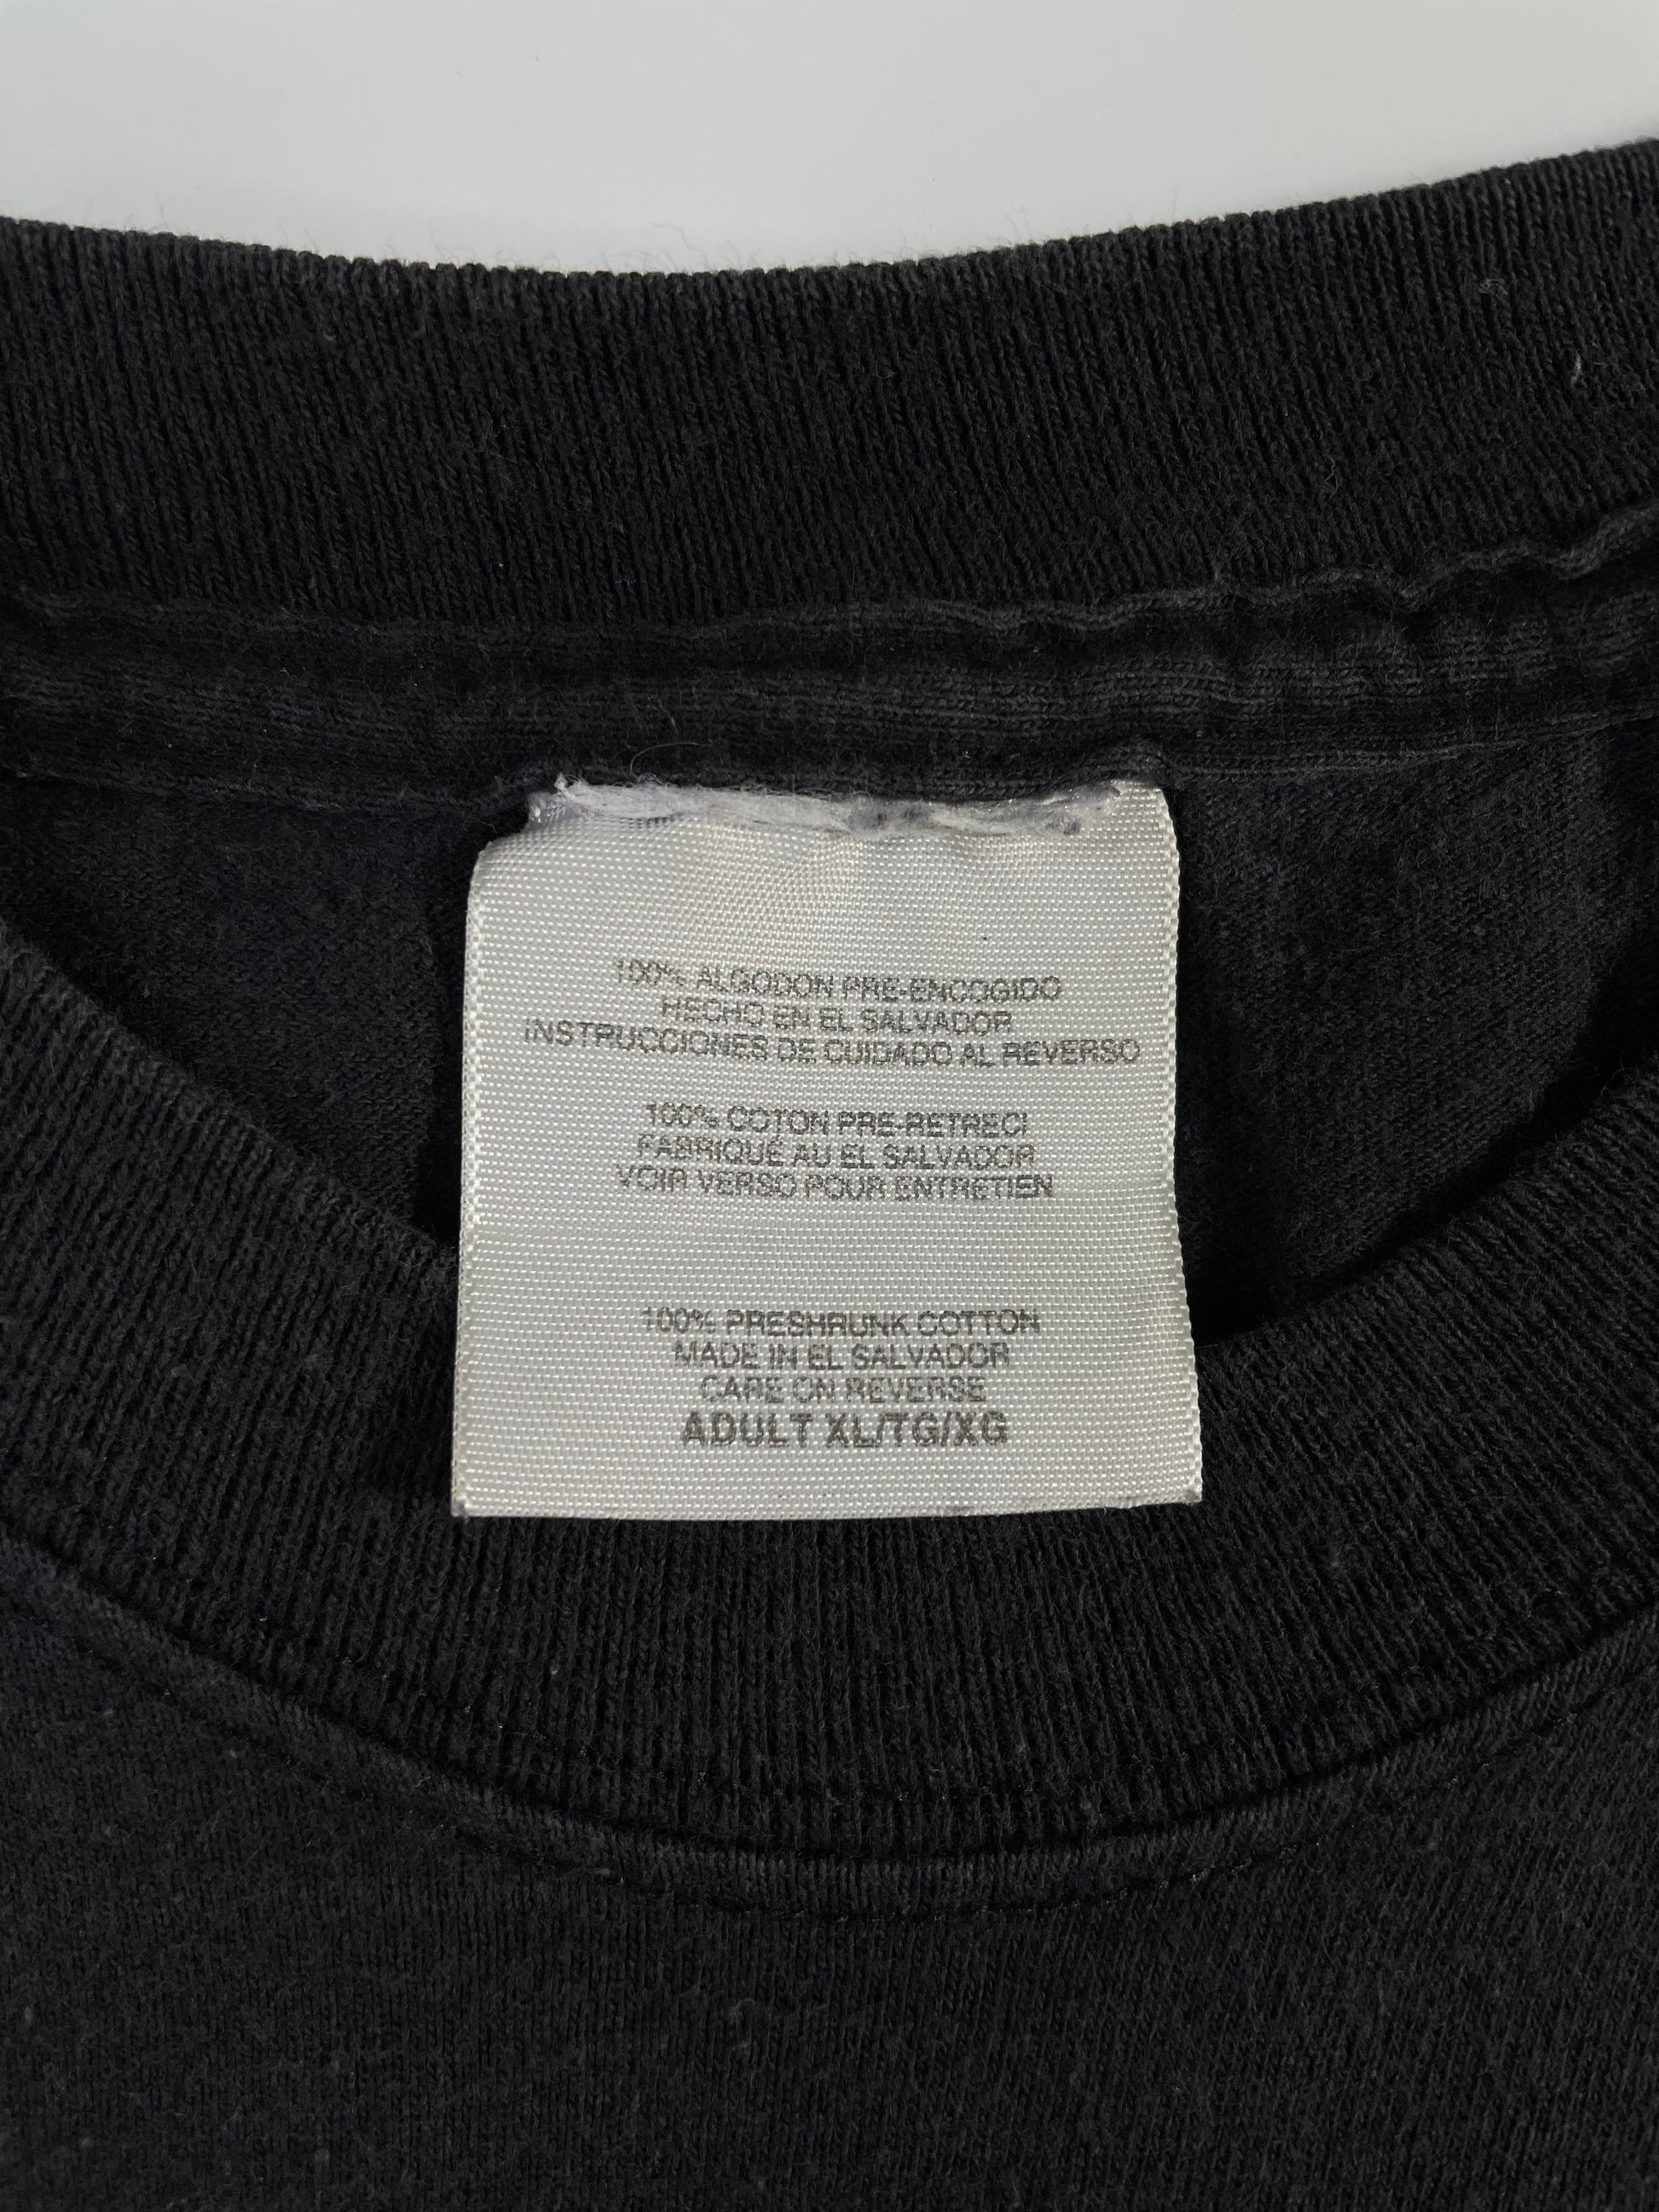 100% ALGODON PRE-ENCOGIDO
HECHO EN EL SALVADOR
INSTRUCCIONES DE CUIDADO AL REVERSO
100% COTON PRE-RETRECI
FABRIQUÉ AU EL SALVADOR
VOIR VERSO POUR ENTRETIEN
100% PRESHRUNK COTTON
MADE IN EL SALVADOR
CARE ON REVERSE
ADULT XL/TG/XG